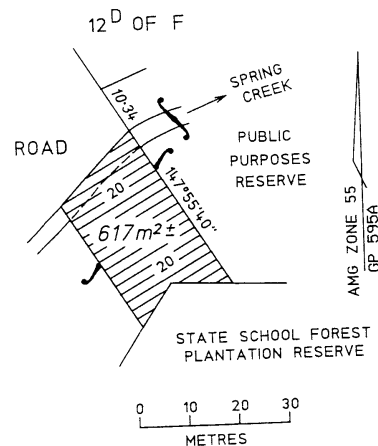 12ᴰ OF F
SPRING
CREEK
10·34
ROAD
PUBLIC
PURPOSES
RESERVE
20
147°55'40"
617m²±
20
AMG ZONE 55
GP 595A
STATE SCHOOL FOREST
PLANTATION RESERVE
0 10 20 30
METRES